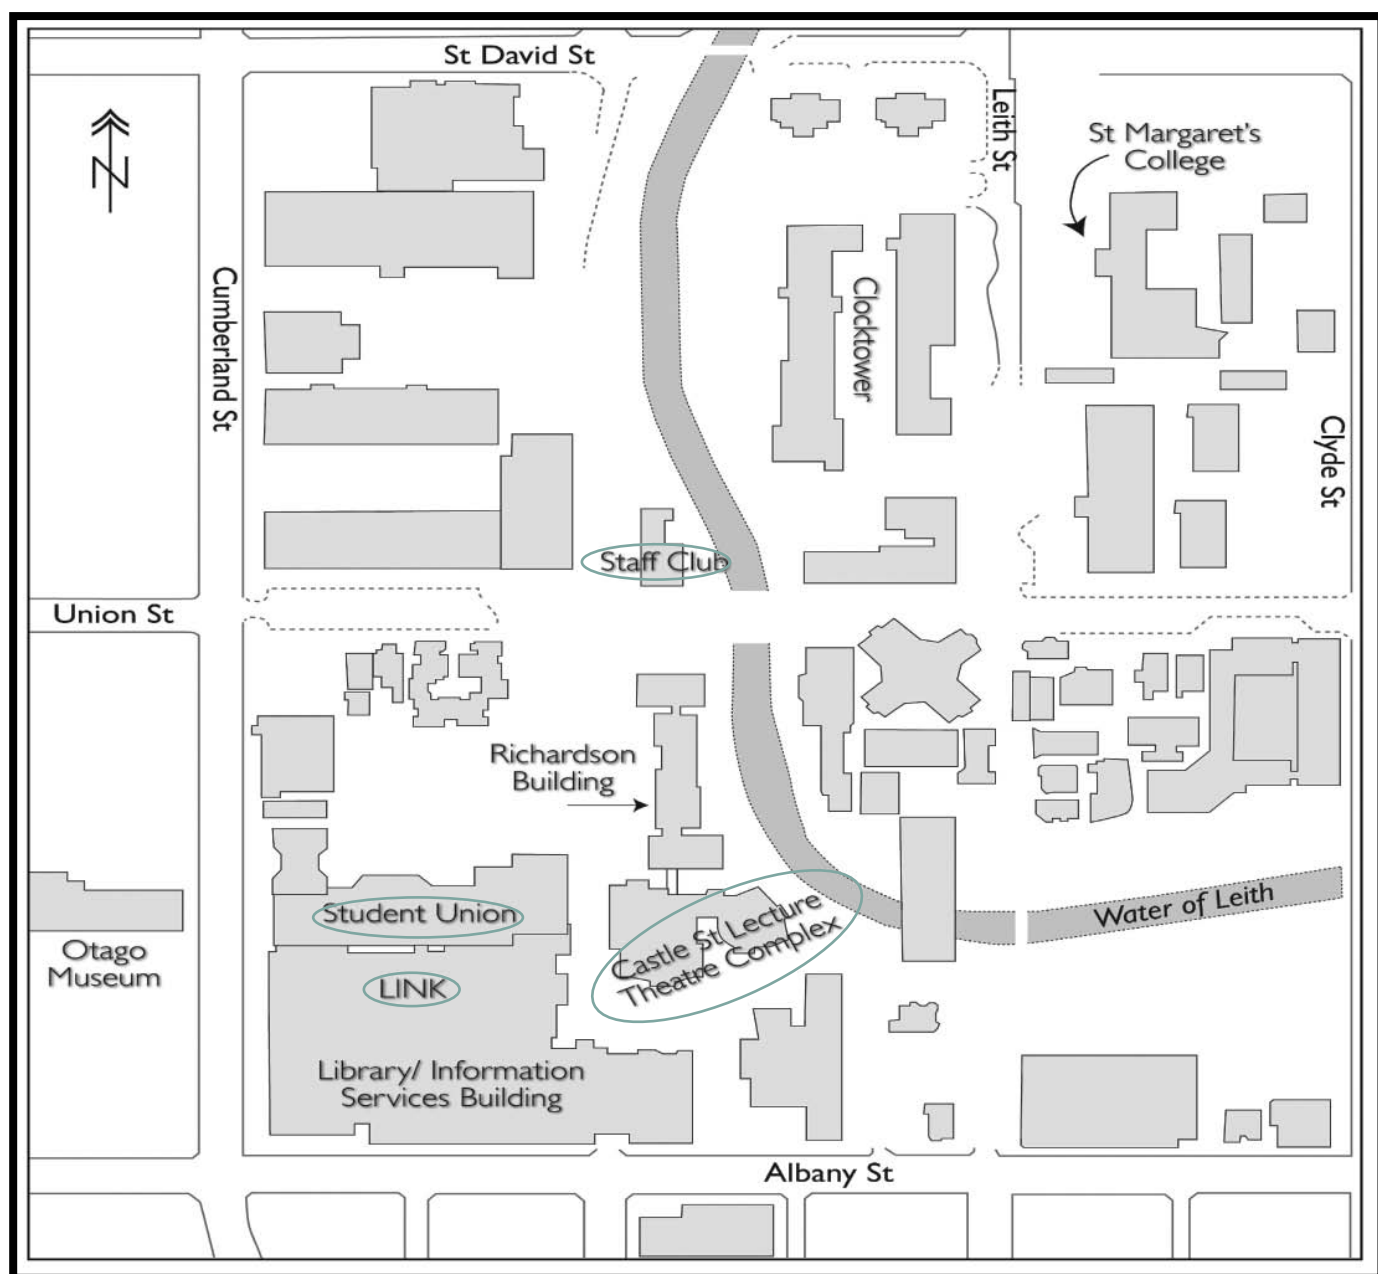 St David St
Leith St
St Margaret's
College
Cumberland St
Clocktower
Clyde St
Staff Club
Union St
Richardson
Building
Water of Leith
Student Union
Castle St Lecture
Theatre Complex
Otago
Museum
LINK
Library/ Information
Services Building
Albany St
N